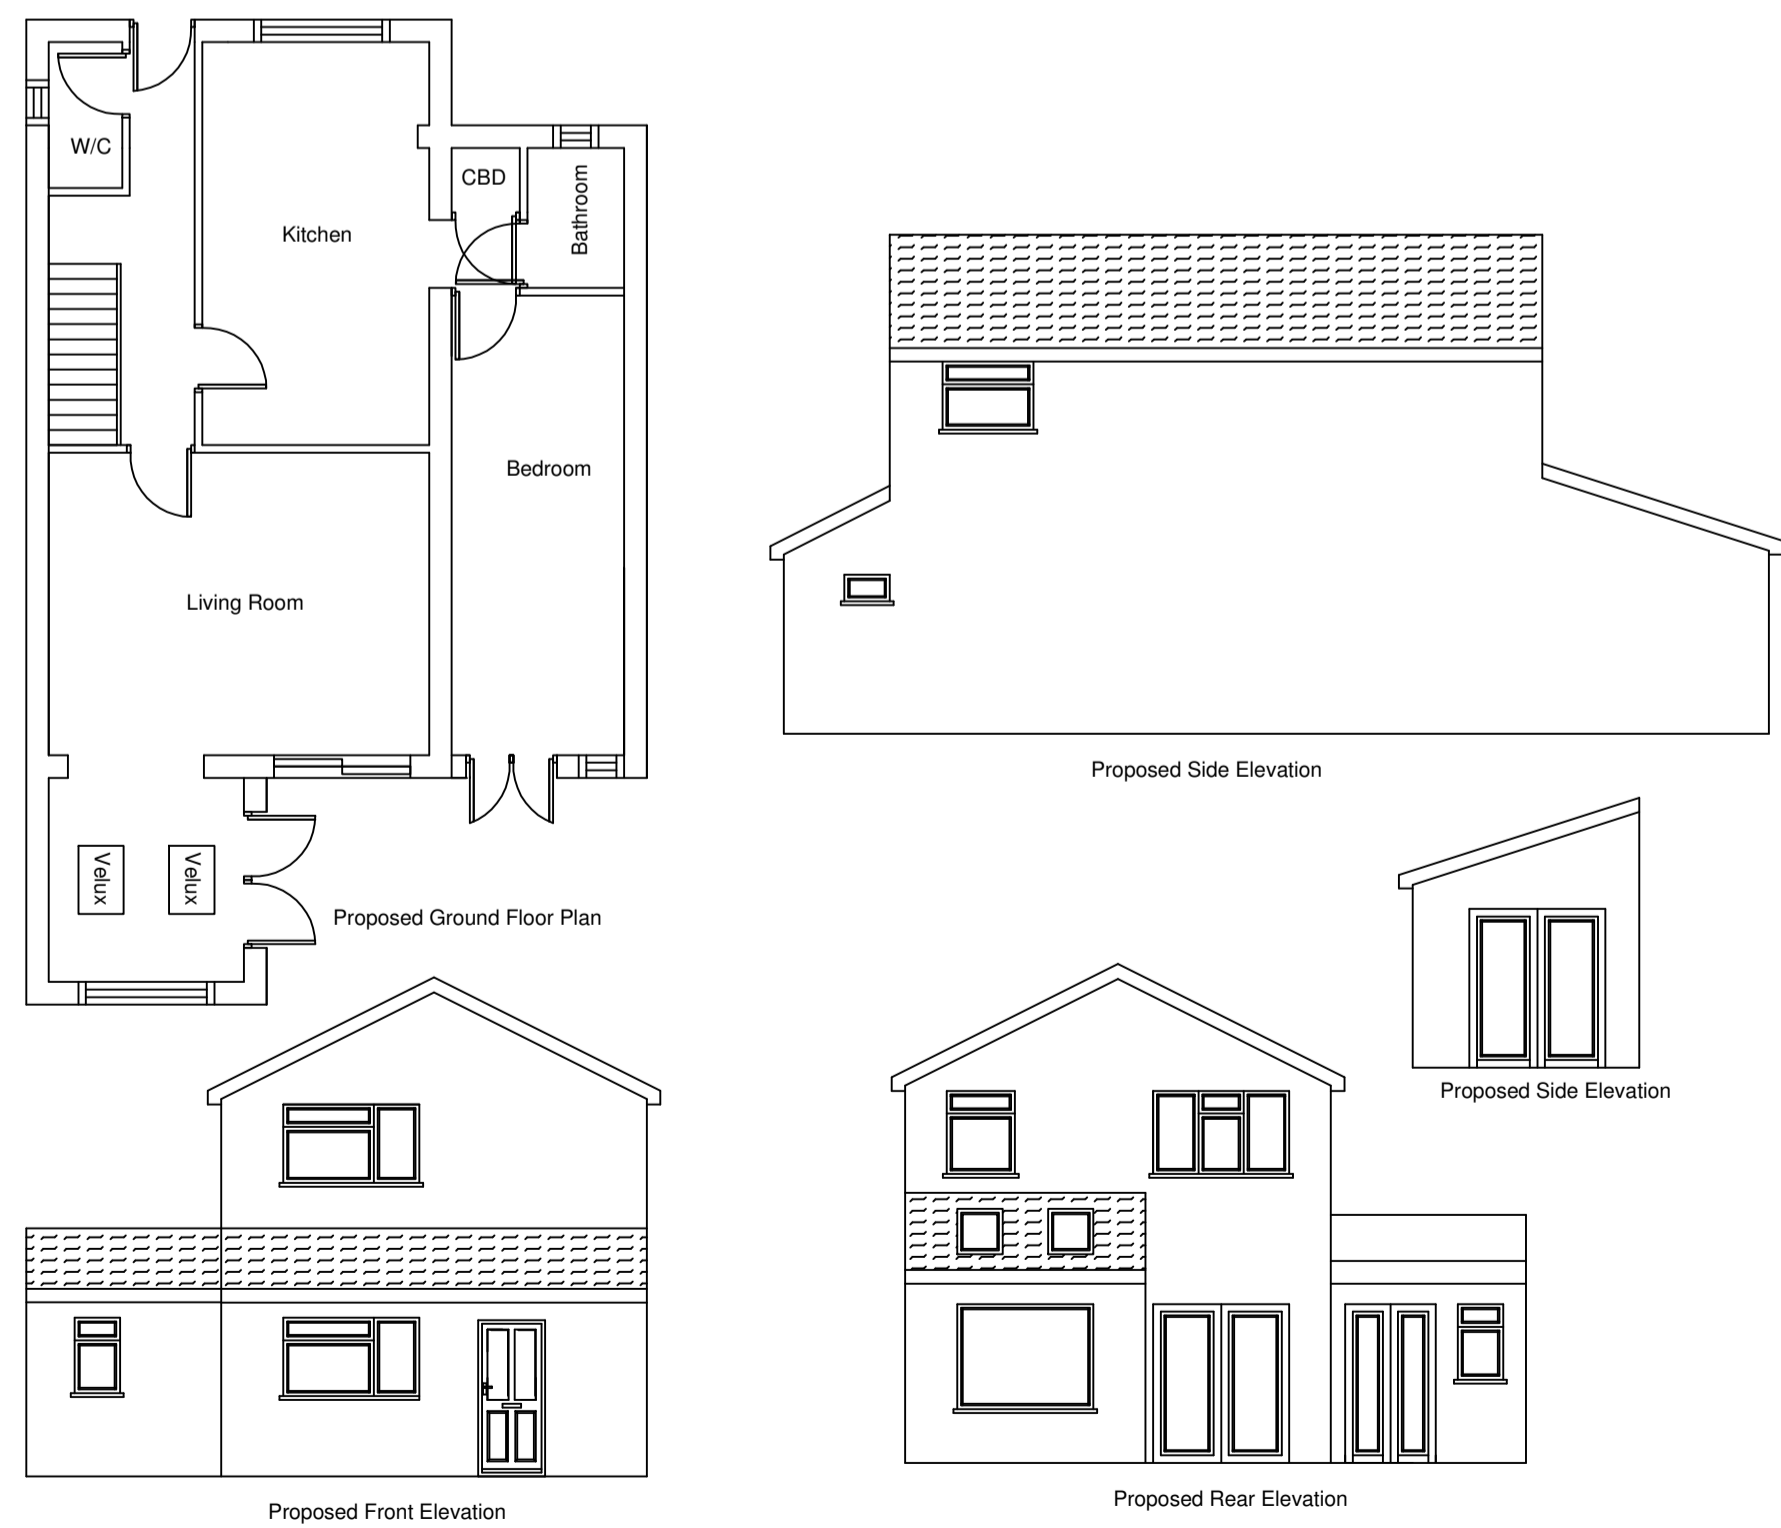 W/C
CBD
Bathroom
Kitchen
Bedroom
Living Room
Velux
Velux
Proposed Ground Floor Plan
Proposed Side Elevation
Proposed Side Elevation
Proposed Front Elevation
Proposed Rear Elevation